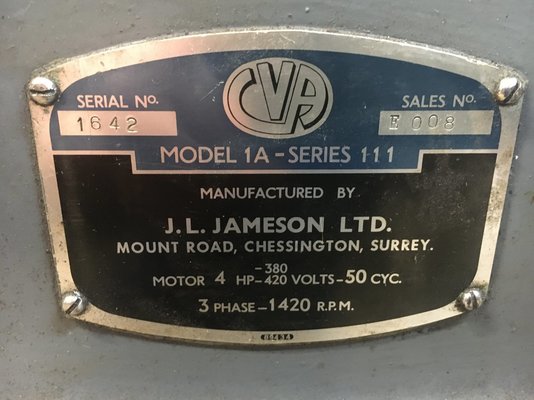 CVA
SERIAL No. SALES No.
1642 E 008
MODEL 1A-SERIES 111
MANUFACTURED BY
J.L. JAMESON LTD.
MOUNT ROAD, CHESSINGTON, SURREY.
MOTOR 4 HP-380-420 VOLTS-50 CYC.
3 PHASE-1420 R.P.M.
89434